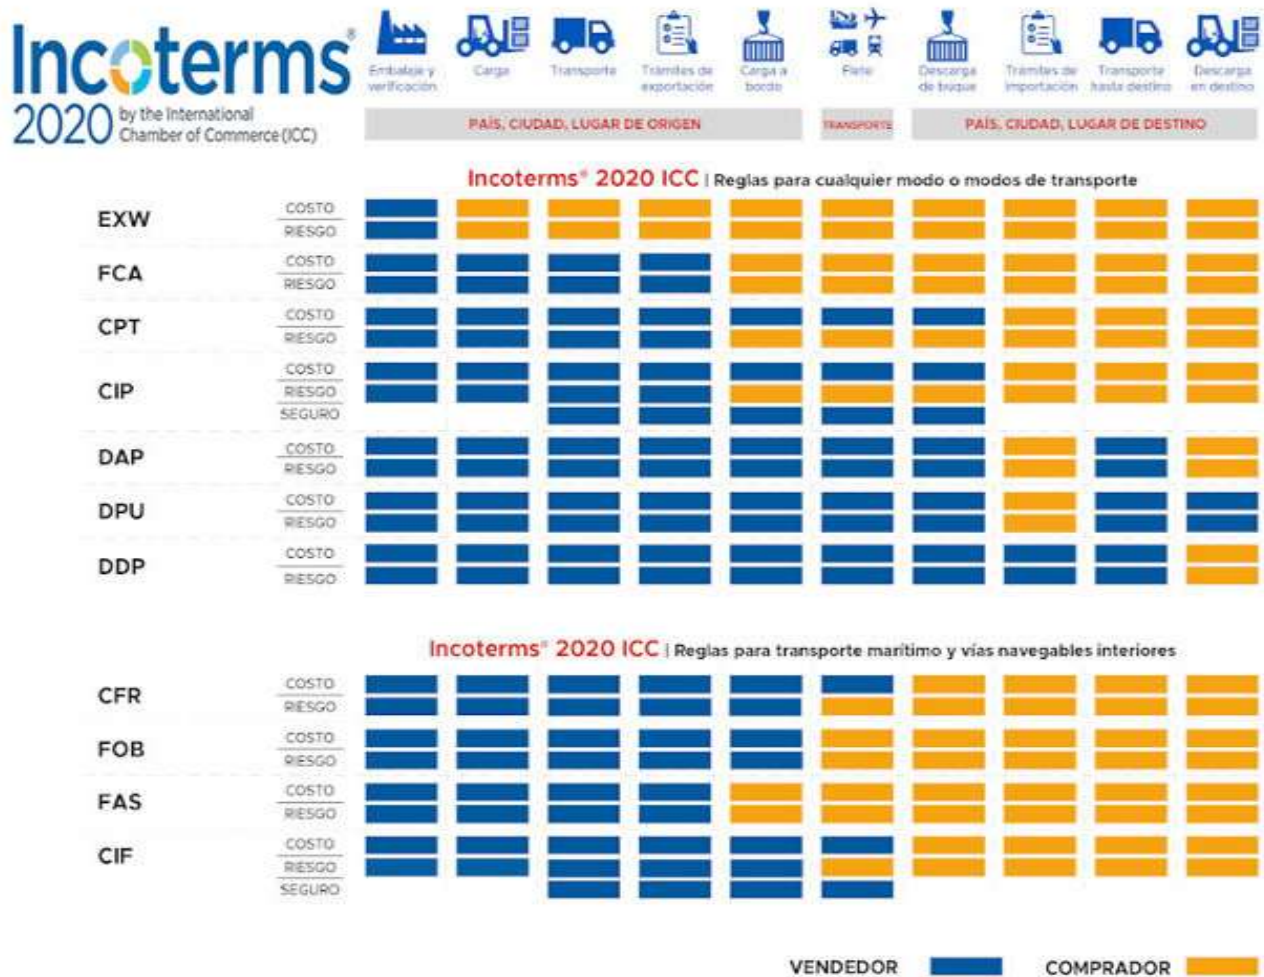 Incoterms®
2020 by the International
Chamber of Commerce (ICC)
Embalaje y verificación
Carga
Transporte
Trámites de exportación
Carga a bordo
Flete
Descarga de buque
Trámites de importación
Transporte hasta destino
Descarga en destino
PAÍS, CIUDAD, LUGAR DE ORIGEN
TRANSPORTE
PAÍS, CIUDAD, LUGAR DE DESTINO
Incoterms® 2020 ICC | Reglas para cualquier modo o modos de transporte
EXW
COSTO
RIESGO
FCA
COSTO
RIESGO
CPT
COSTO
RIESGO
CIP
COSTO
RIESGO
SEGURO
DAP
COSTO
RIESGO
DPU
COSTO
RIESGO
DDP
COSTO
RIESGO
Incoterms® 2020 ICC | Reglas para transporte marítimo y vías navegables interiores
CFR
COSTO
RIESGO
FOB
COSTO
RIESGO
FAS
COSTO
RIESGO
CIF
COSTO
RIESGO
SEGURO
VENDEDOR
COMPRADOR